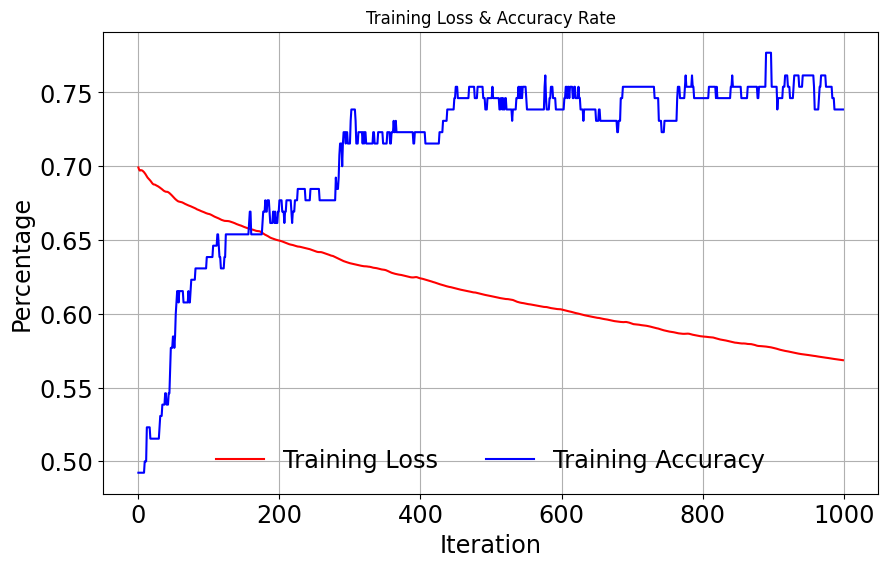 Training Loss & Accuracy Rate
Percentage
0.75
0.70
0.65
0.60
0.55
0.50
Training Loss
Training Accuracy
0
200
400
600
800
1000
Iteration